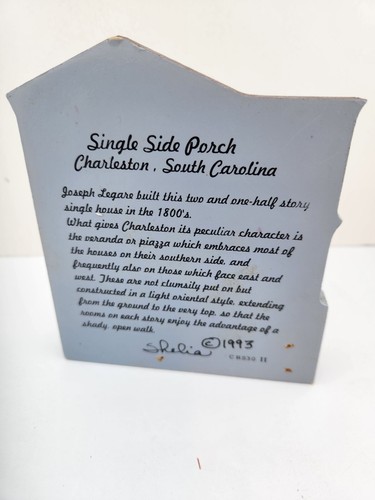 Single Side Porch
Charleston, South Carolina
Joseph Legare built this two and one-half story
single house in the 1800's.
What gives Charleston its peculiar character is
the veranda or piazza which embraces most of
the houses on their southern side, and
frequently also on those which face east and
west. These are not clumsily put on but
constructed in a light oriental style, extending
from the ground to the very top, so that the
rooms on each story enjoy the advantage of a
shady, open walk.
Shelia ©1993
II